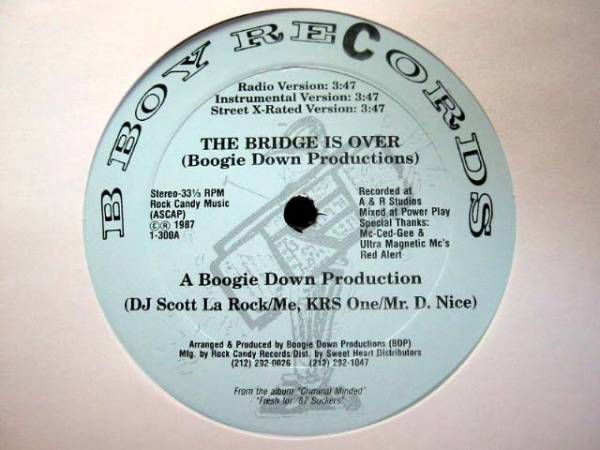 BBOY RECORDS
Radio Version: 3:47
Instrumental Version: 3:47
Street X-Rated Version: 3:47
THE BRIDGE IS OVER
(Boogie Down Productions)
Stereo-33⅓ RPM
Rock Candy Music
(ASCAP)
©® 1987
1-300A
Recorded at
A & R Studios
Mixed at Power Play
Special Thanks:
Mc-Ced-Gee &
Ultra Magnetic Mc's
Red Alert
A Boogie Down Production
(DJ Scott La Rock/Me, KRS One/Mr. D. Nice)
Arranged & Produced by Boogie Down Productions (BDP)
Mfg. by Rock Candy Records/Dist. by Sweet Heart Distributors
(212) 292-0026 (212) 292-1047
From the album "Criminal Minded"
"Fresh for '87 Suckers"